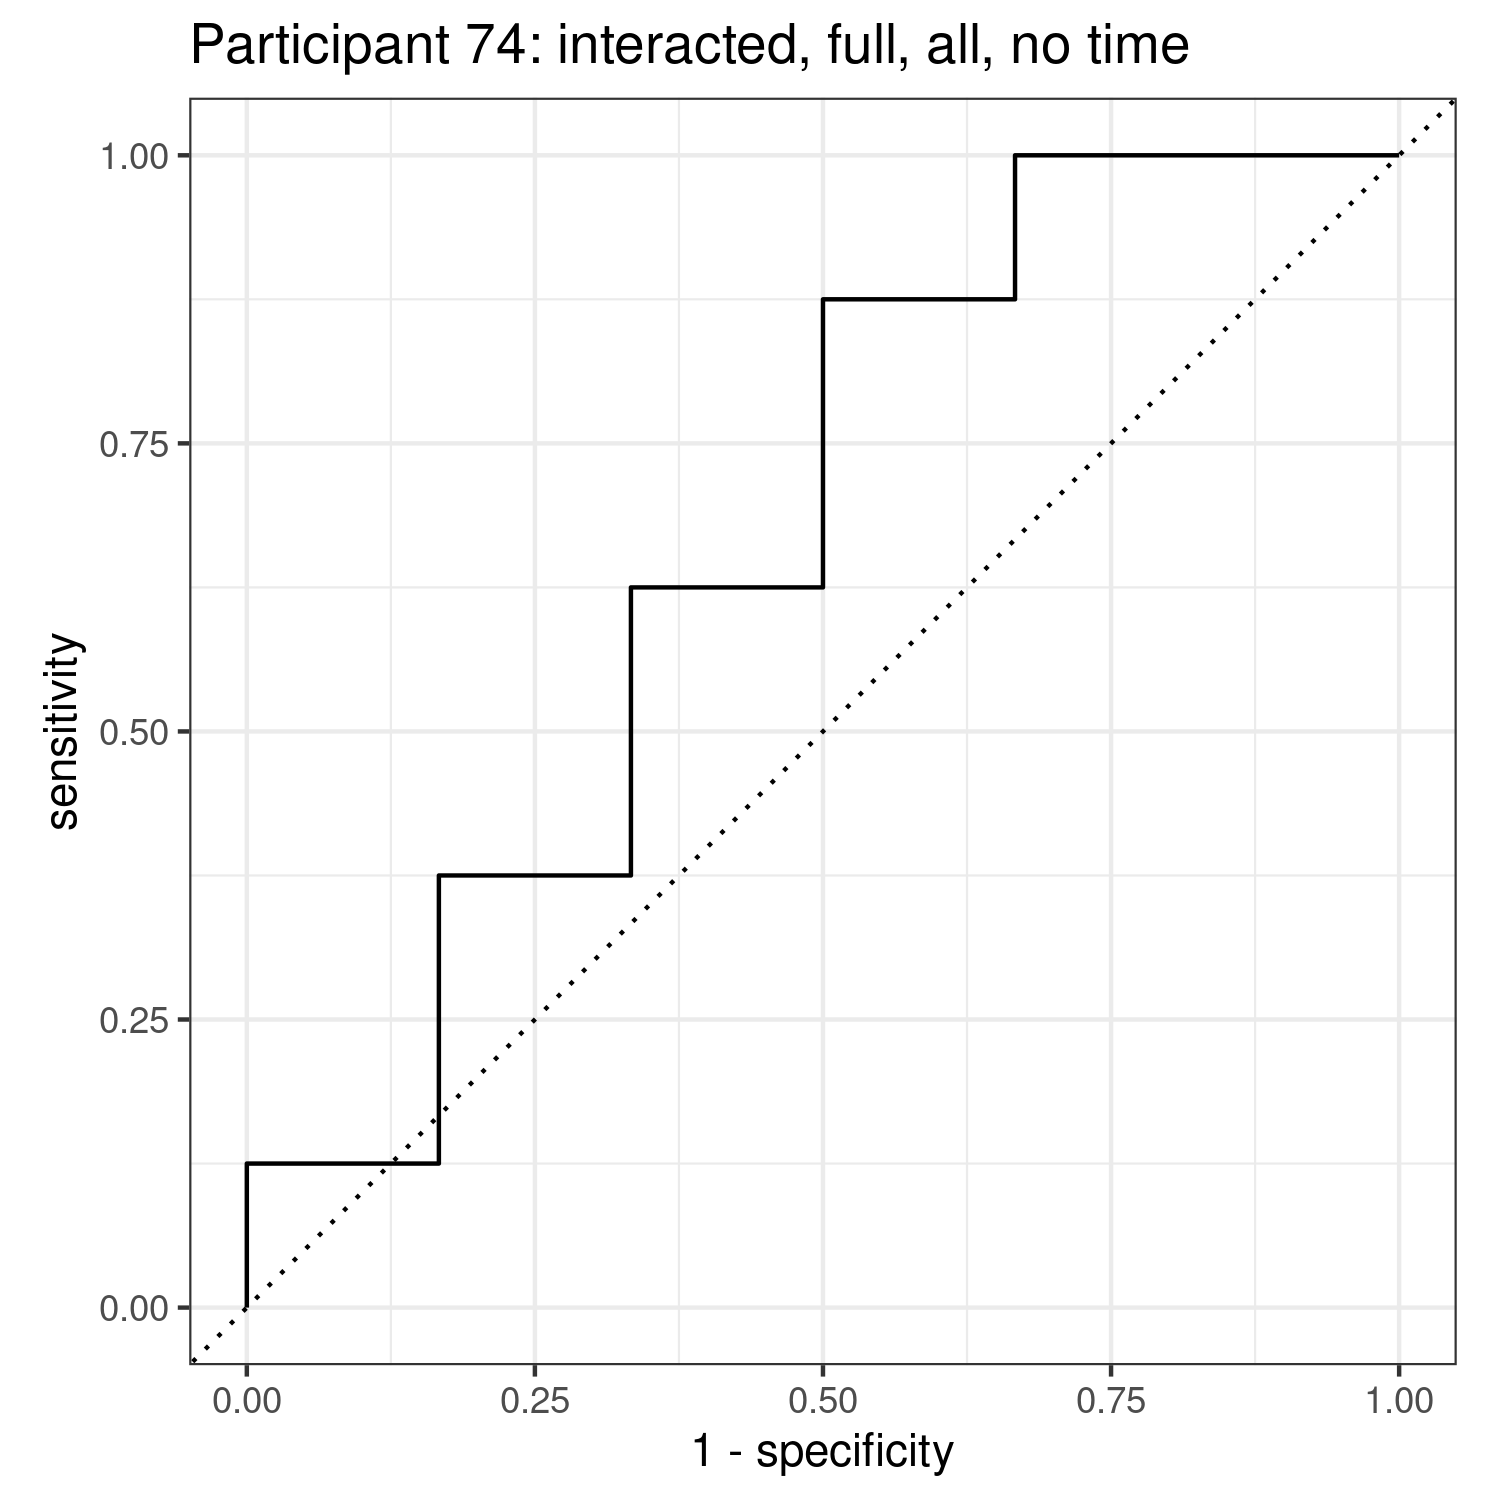 Participant 74: interacted, full, all, no time
1.00
0.75
0.50
0.25
0.00
sensitivity
0.00 0.25 0.50 0.75 1.00
1 - specificity